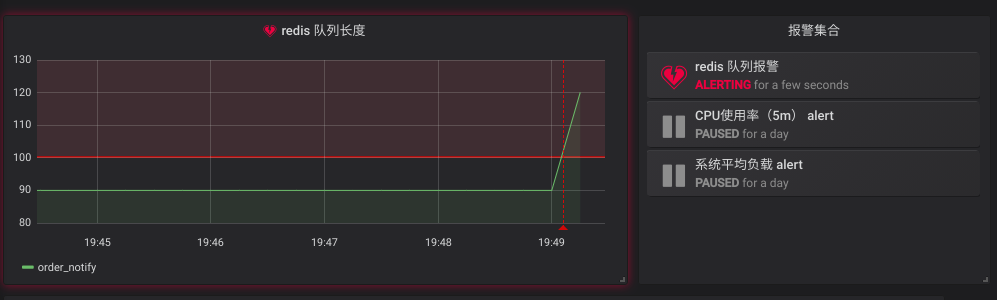 redis 队列长度
130
120
110
100
90
80
19:45 19:46 19:47 19:48 19:49
order_notify
报警集合
redis 队列报警
ALERTING for a few seconds
CPU使用率（5m） alert
PAUSED for a day
系统平均负载 alert
PAUSED for a day